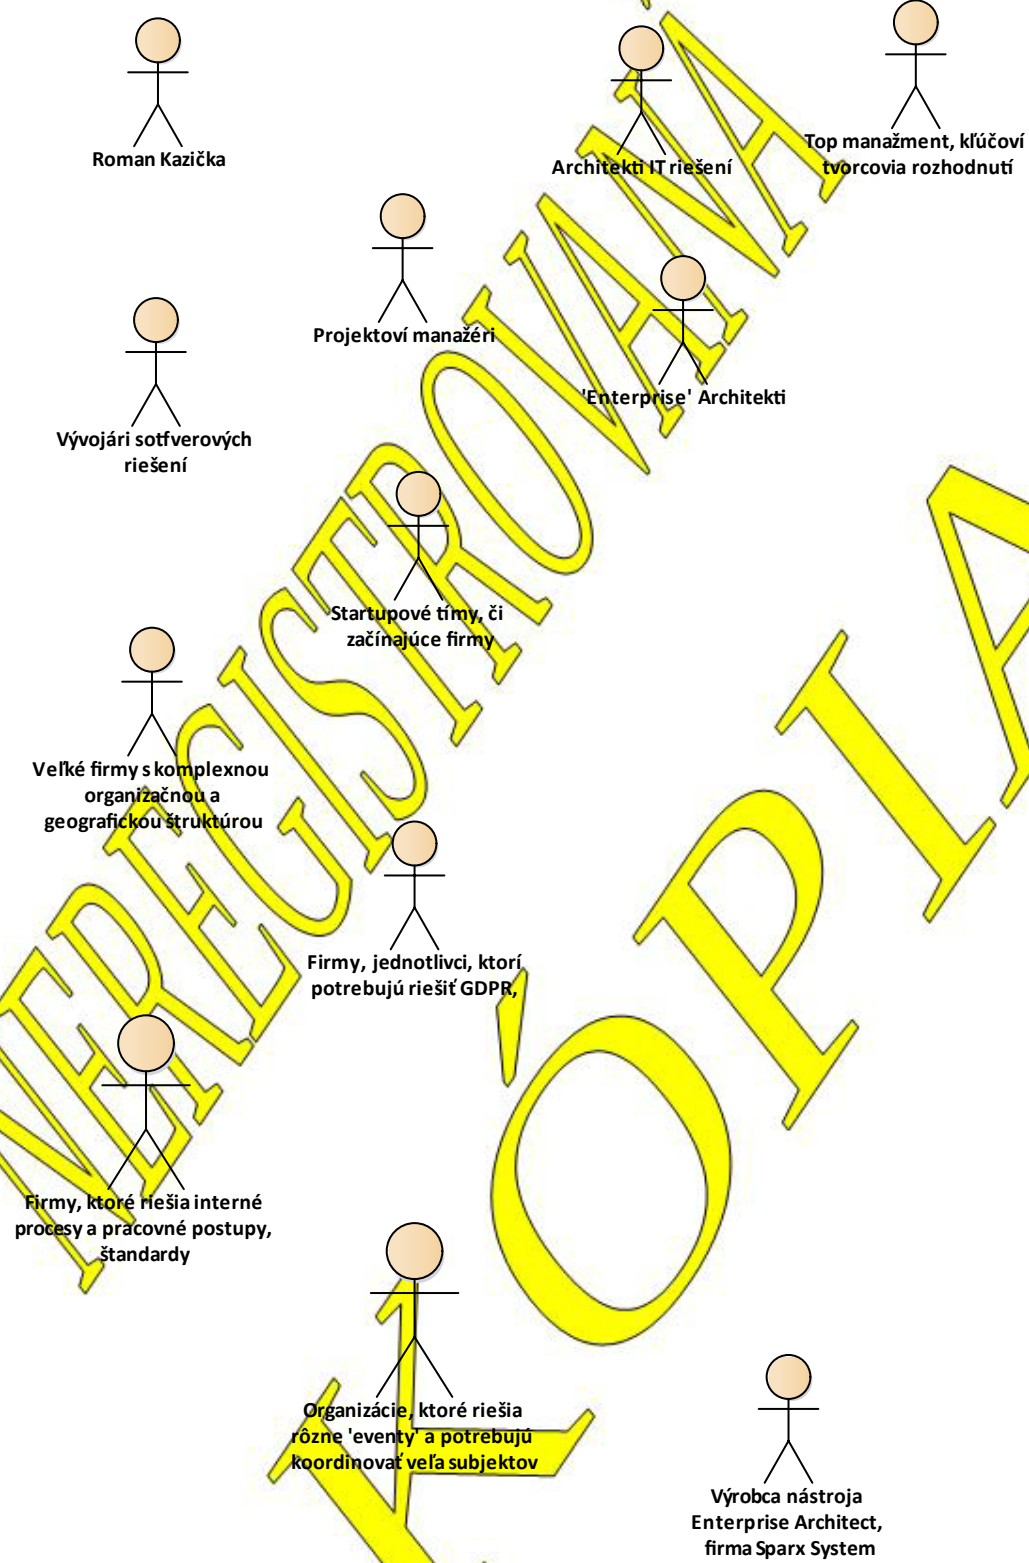 Roman Kazička
Architekti IT riešení
Top manažment, kľúčoví
tvorcovia rozhodnutí
Projektoví manažéri
'Enterprise' Architekti
Vývojári sotfverových
riešení
Startupové tímy, či
začínajúce firmy
Veľké firmy s komplexnou
organizačnou a
geografickou štruktúrou
Firmy, jednotlivci, ktorí
potrebujú riešiť GDPR,
Firmy, ktoré riešia interné
procesy a pracovné postupy,
štandardy
Organizácie, ktoré riešia
rôzne 'eventy' a potrebujú
koordinovať veľa subjektov
Výrobca nástroja
Enterprise Architect,
firma Sparx System
NEREGISTROVANÁ
KÓPIA